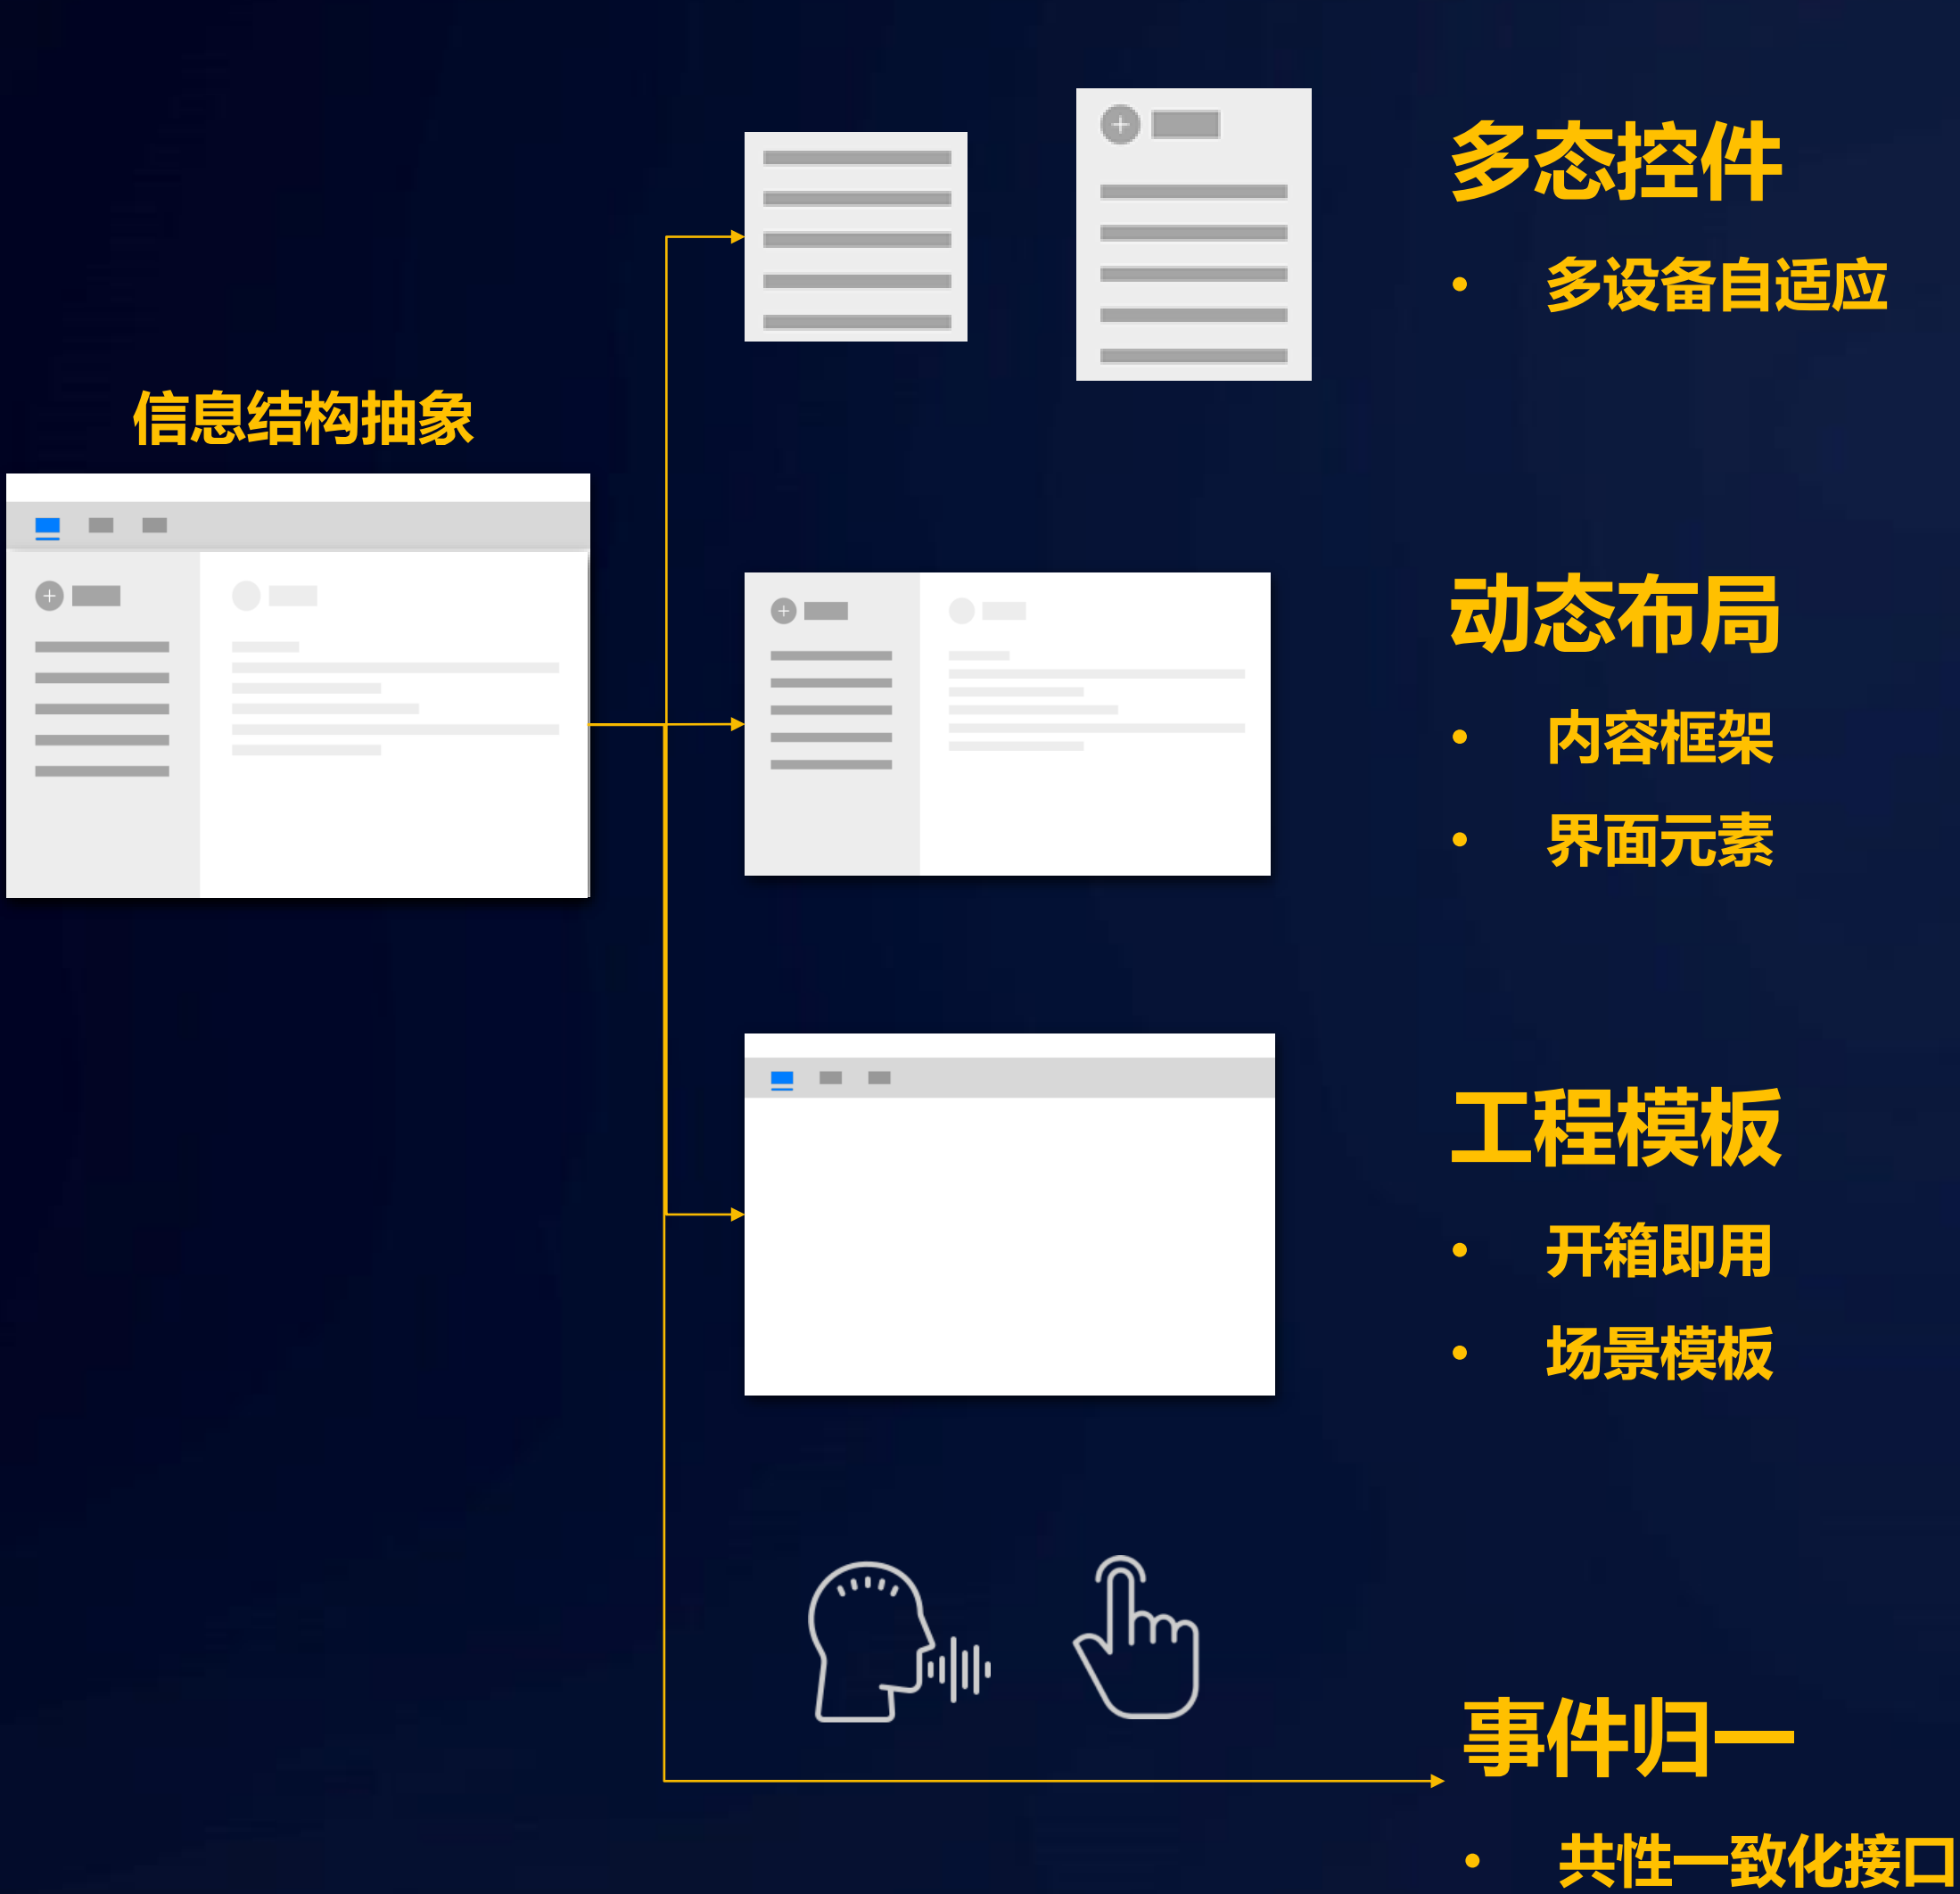 信息结构抽象
多态控件
• 多设备自适应
动态布局
• 内容框架
• 界面元素
工程模板
• 开箱即用
• 场景模板
事件归一
• 共性一致化接口